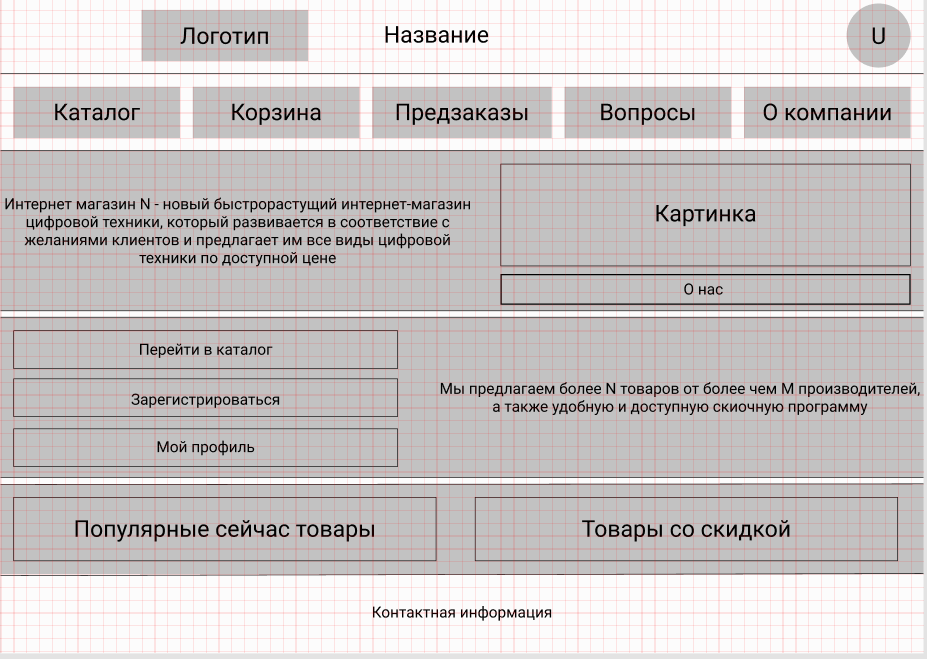 Логотип
Название
U
Каталог
Корзина
Предзаказы
Вопросы
О компании
Интернет магазин N - новый быстрорастущий интернет-магазин
цифровой техники, который развивается в соответствие с
желаниями клиентов и предлагает им все виды цифровой
техники по доступной цене
Картинка
О нас
Перейти в каталог
Зарегистрироваться
Мой профиль
Мы предлагаем более N товаров от более чем М производителей,
а также удобную и доступную скиочную программу
Популярные сейчас товары
Товары со скидкой
Контактная информация